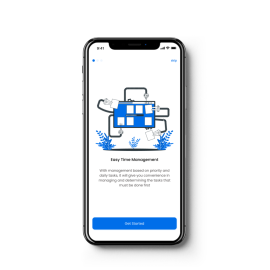 9:41
Skip
Easy Time Management
With management based on priority and
daily tasks, it will give you convenience in
managing and determining the tasks that
must be done first
Get Started